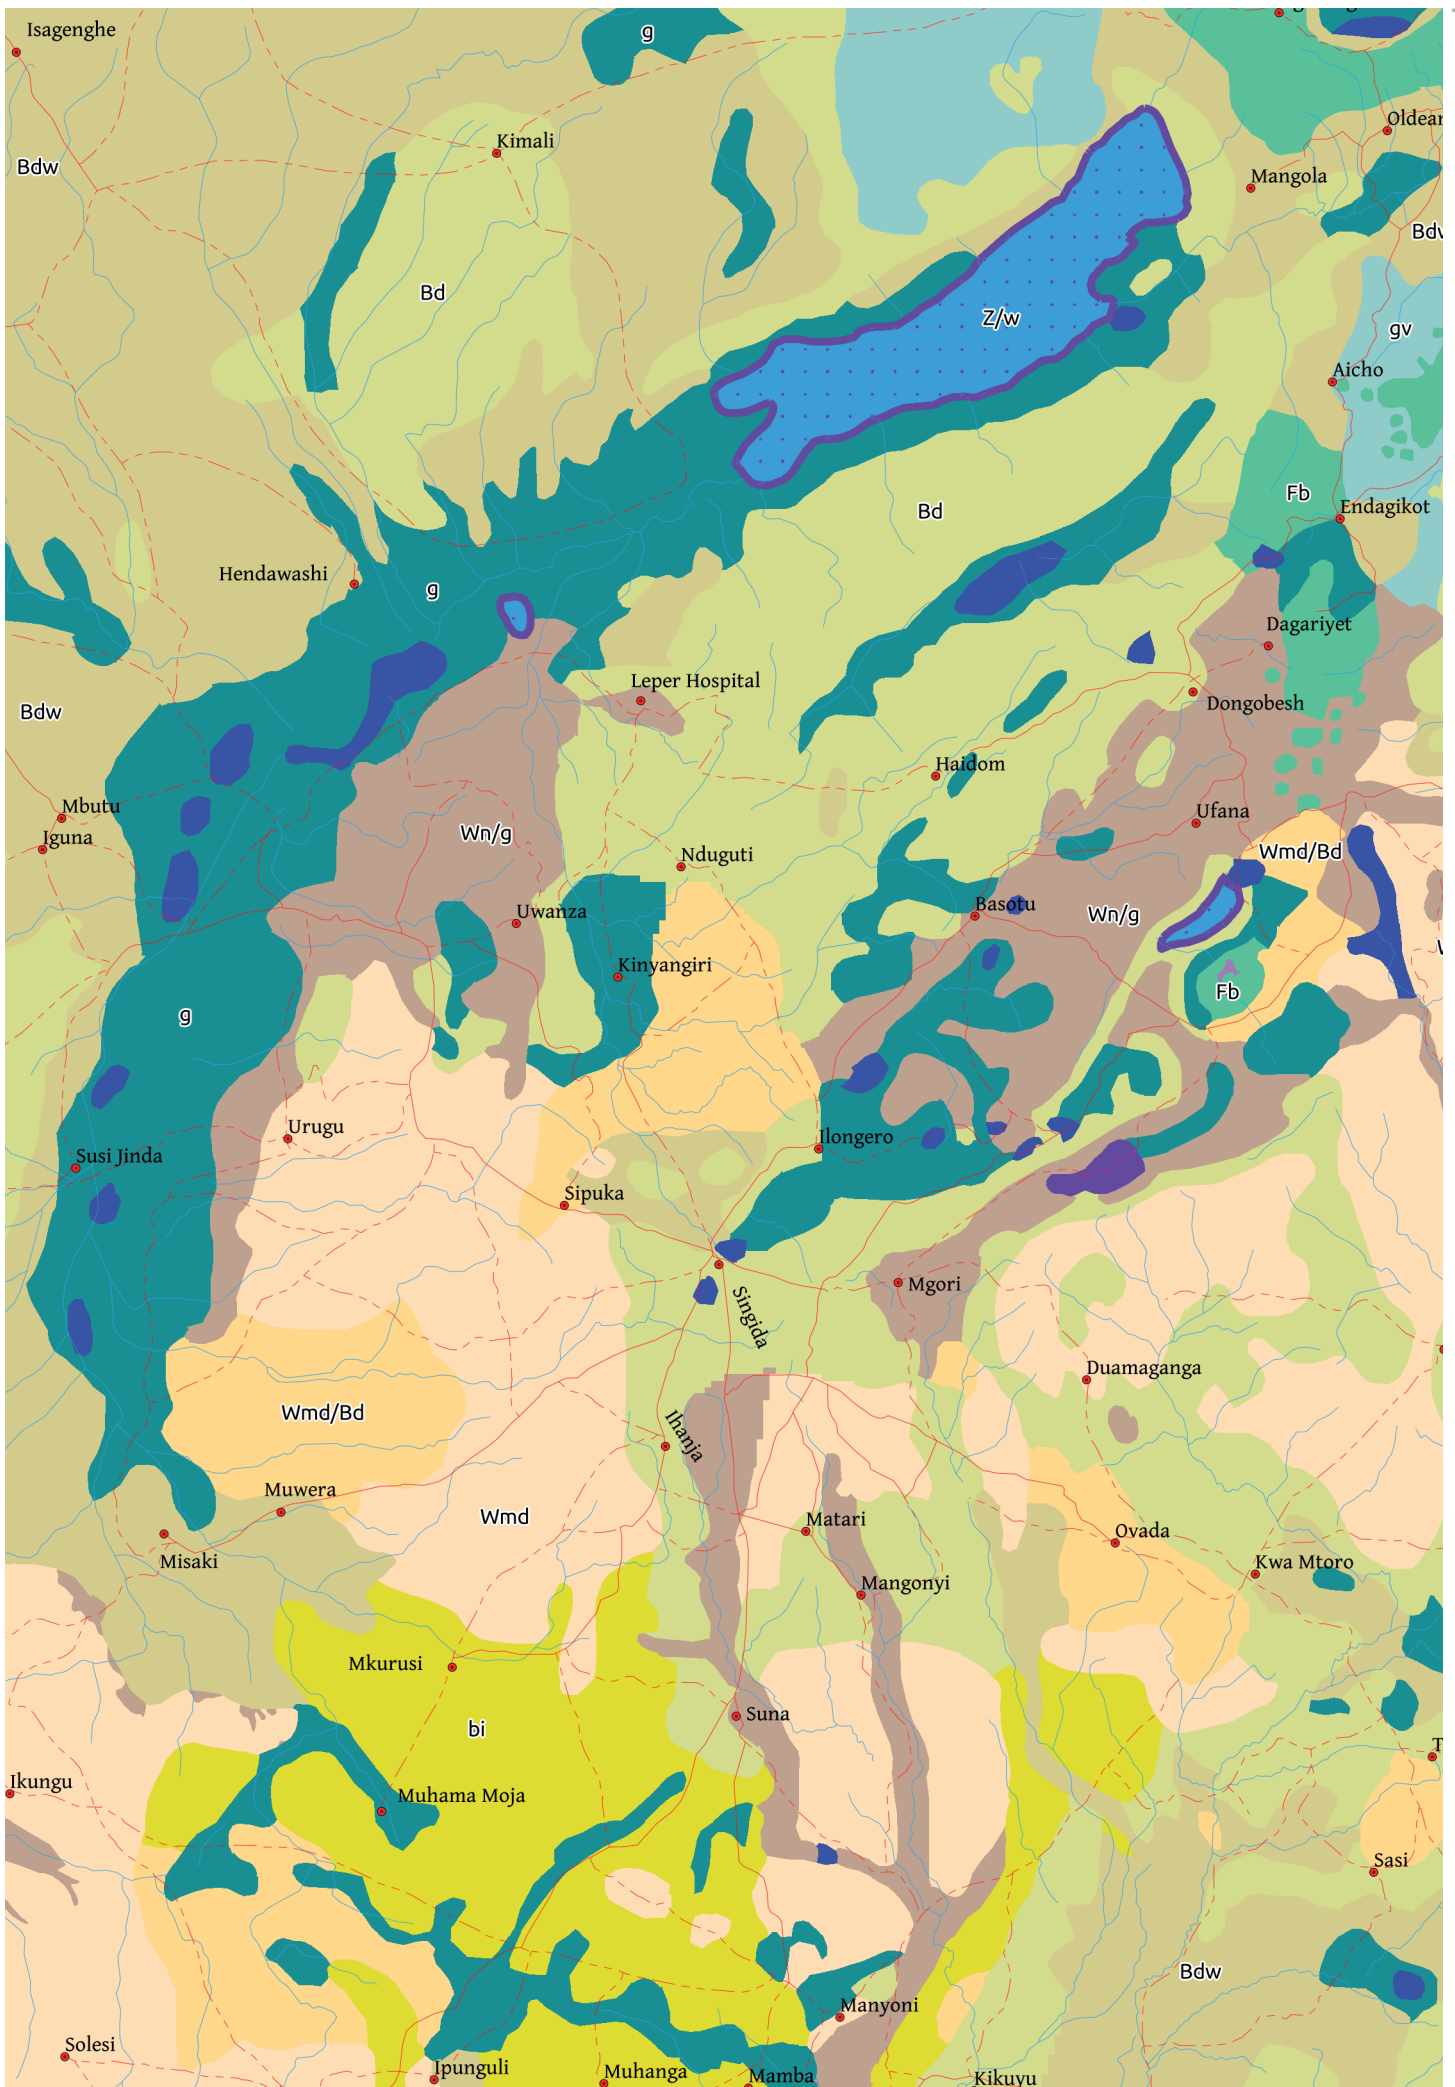 Isagenghe
g
Kimali
Oldear
Bdw
Mangola
Bdw
Bd
Z/w
gv
Aicho
Fb
Endagikot
Bd
Hendawashi
g
Dagariyet
Leper Hospital
Dongobesh
Bdw
Haidom
Mbutu
Ufana
Iguna
Wn/g
Nduguti
Wmd/Bd
Uwanza
Basotu
Wn/g
Kinyangiri
Fb
g
Urugu
Ilongero
Susi Jinda
Sipuka
Mgori
Singida
Duamaganga
Wmd/Bd
Ihanja
Muwera
Wmd
Matari
Ovada
Misaki
Kwa Mtoro
Mangonyi
Mkurusi
Suna
bi
T
Ikungu
Muhama Moja
Sasi
Bdw
Manyoni
Solesi
Ipunguli
Muhanga
Mamba
Kikuyu